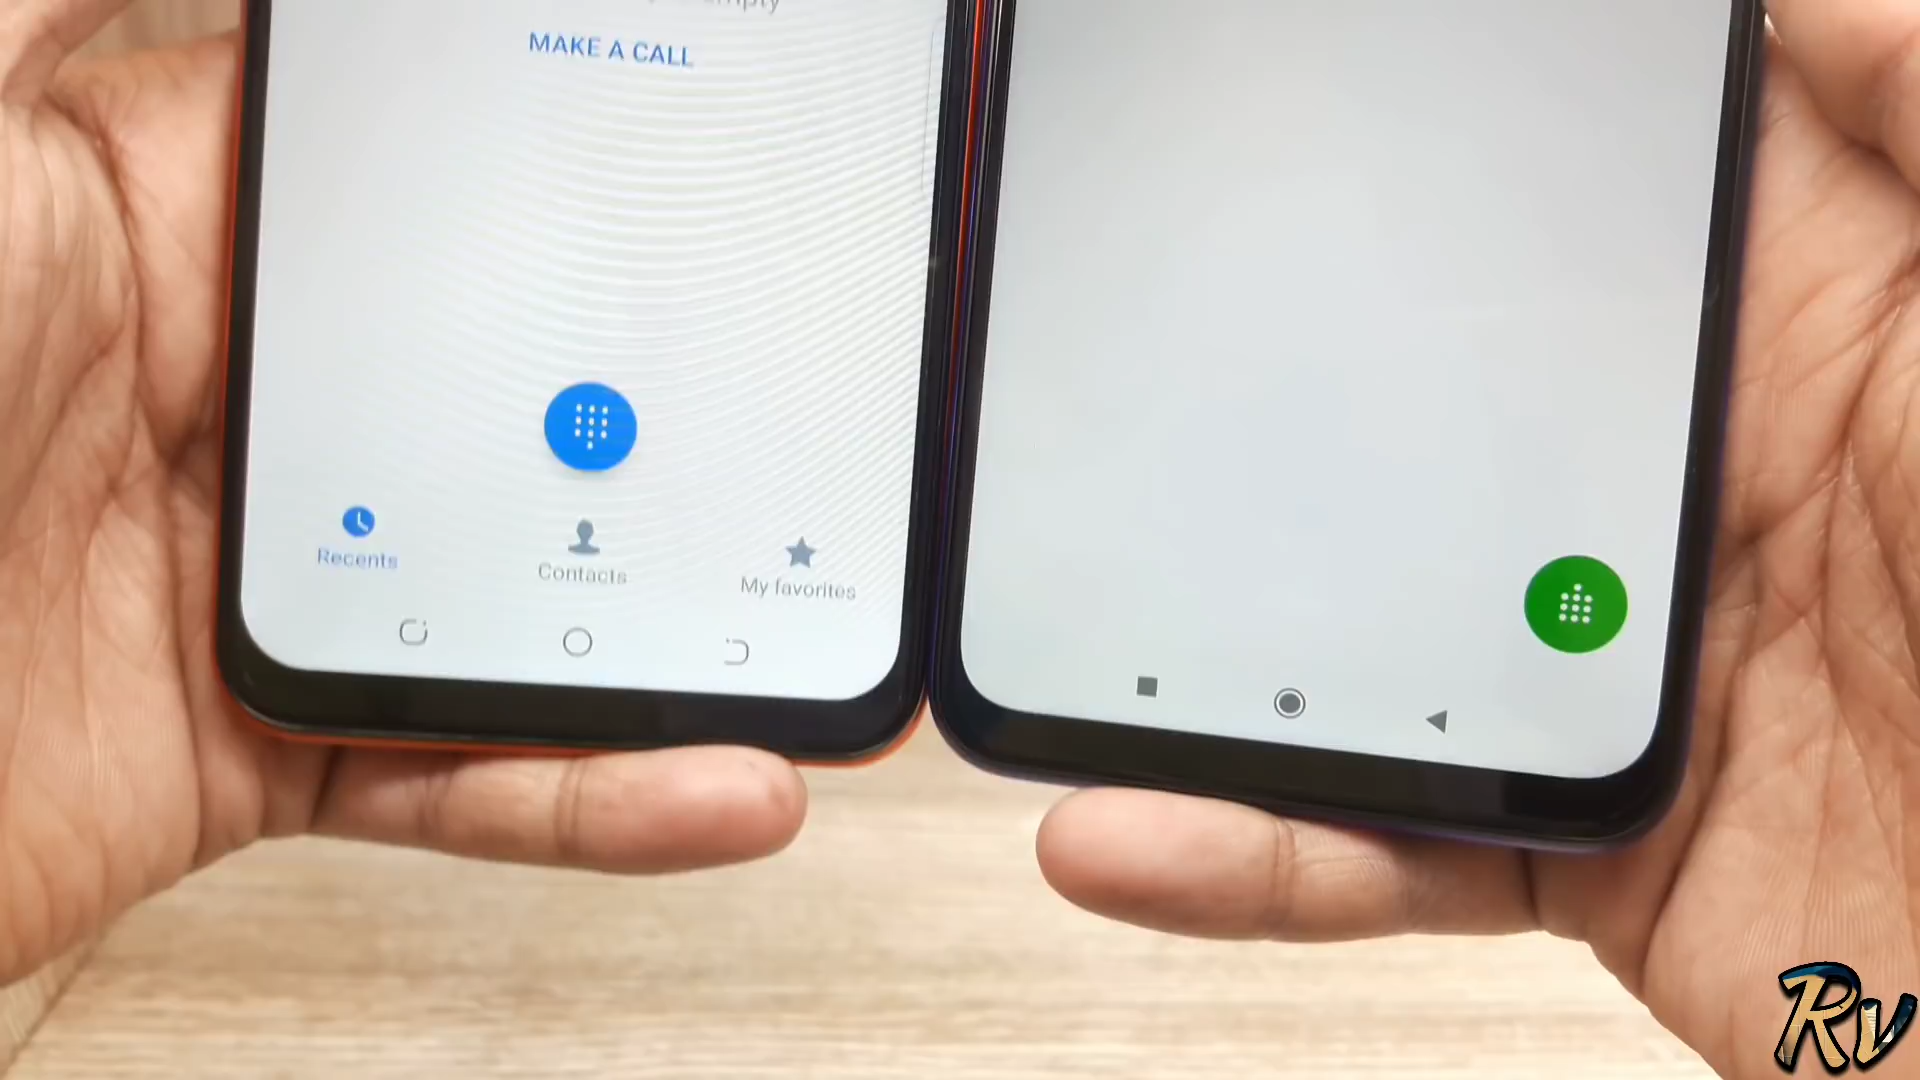 MAKE A CALL
Recents
Contacts
My favorites
Rv